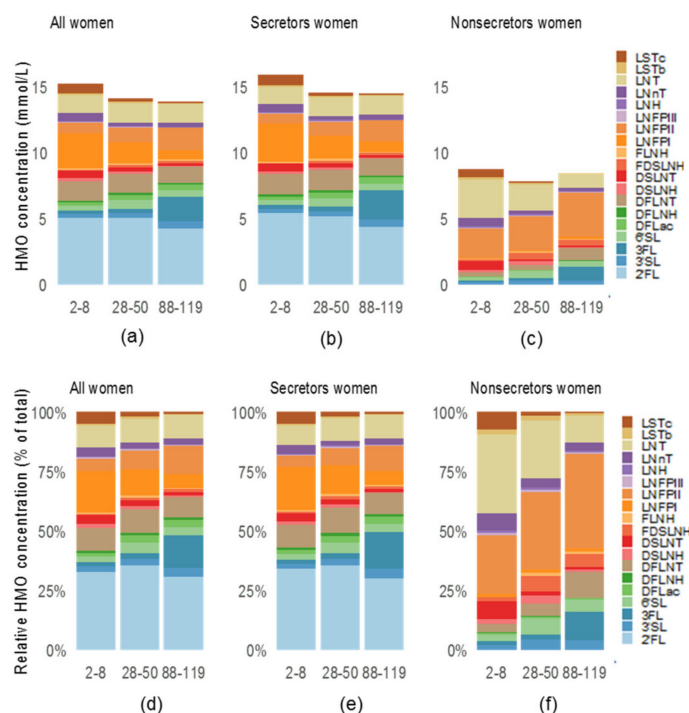 All women
Secretors women
Nonsecretors women
HMO concentration (mmol/L)
15
10
5
0
2-8 28-50 88-119
(a)
15
10
5
0
2-8 28-50 88-119
(b)
15
10
5
0
2-8 28-50 88-119
(c)
LSTc
LSTb
LNT
LNnT
LNH
LNFPIII
LNFPII
LNFPI
FLNH
FDSLNH
DSLNT
DSLNH
DFLNT
DFLNH
DFLac
6'SL
3FL
3'SL
2'FL
All women
Secretors women
Nonsecretors women
Relative HMO concentration (% of total)
100%
75%
50%
25%
0%
2-8 28-50 88-119
(d)
100%
75%
50%
25%
0%
2-8 28-50 88-119
(e)
100%
75%
50%
25%
0%
2-8 28-50 88-119
(f)
LSTc
LSTb
LNT
LNnT
LNH
LNFPIII
LNFPII
LNFPI
FLNH
FDSLNH
DSLNT
DSLNH
DFLNT
DFLNH
DFLac
6'SL
3FL
3'SL
2'FL